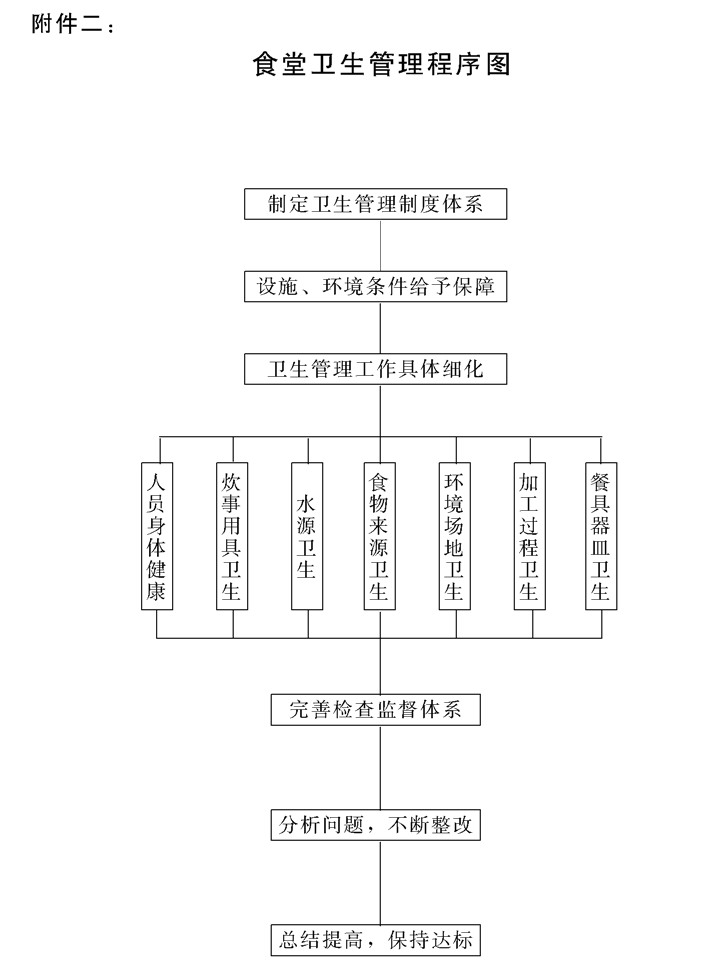 附件二：
食堂卫生管理程序图
制定卫生管理制度体系
设施、环境条件给予保障
卫生管理工作具体细化
人员身体健康
炊事用具卫生
水源卫生
食物来源卫生
环境场地卫生
加工过程卫生
餐具器皿卫生
完善检查监督体系
分析问题，不断整改
总结提高，保持达标